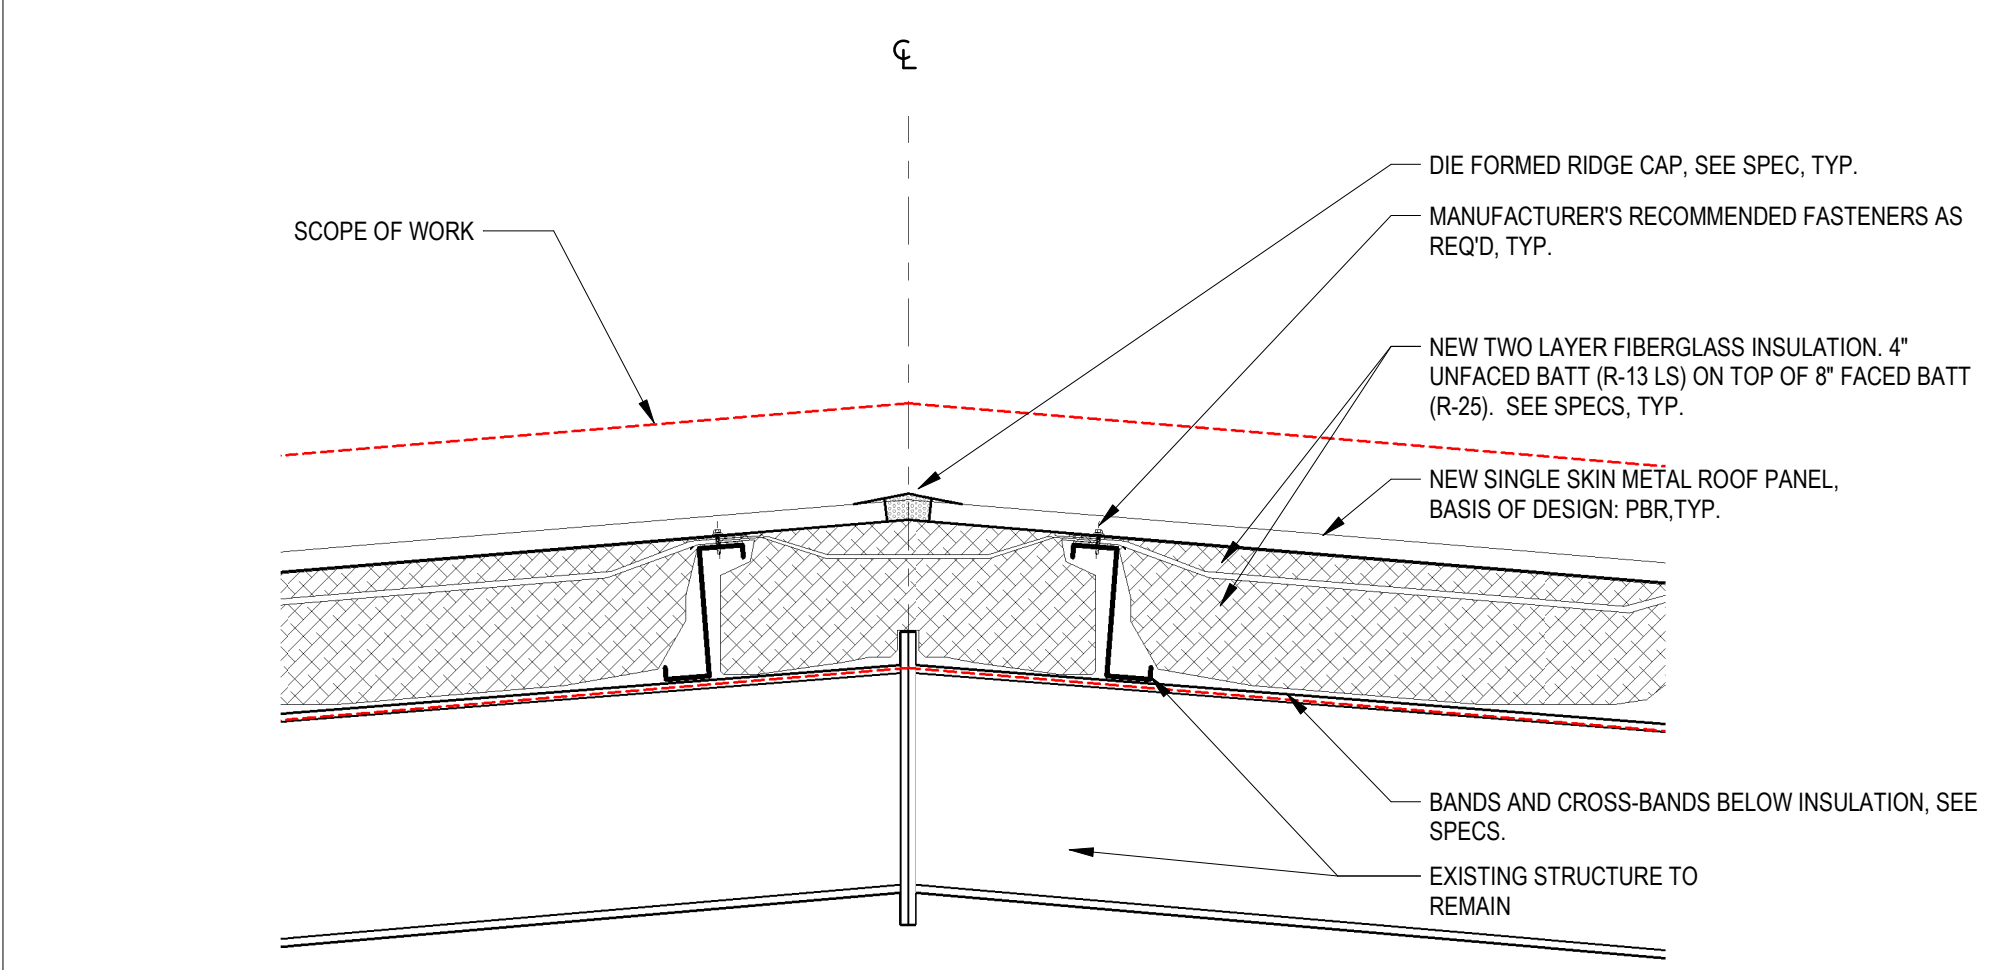 ℄
DIE FORMED RIDGE CAP, SEE SPEC, TYP.
MANUFACTURER'S RECOMMENDED FASTENERS AS
REQ'D, TYP.
SCOPE OF WORK
NEW TWO LAYER FIBERGLASS INSULATION. 4"
UNFACED BATT (R-13 LS) ON TOP OF 8" FACED BATT
(R-25). SEE SPECS, TYP.
NEW SINGLE SKIN METAL ROOF PANEL,
BASIS OF DESIGN: PBR,TYP.
BANDS AND CROSS-BANDS BELOW INSULATION, SEE
SPECS.
EXISTING STRUCTURE TO
REMAIN